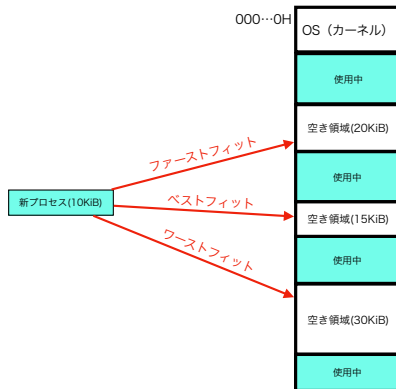 000…0H
OS（カーネル）
使用中
空き領域(20KiB)
ファーストフィット
使用中
新プロセス(10KiB)
ベストフィット
空き領域(15KiB)
ワーストフィット
使用中
空き領域(30KiB)
使用中